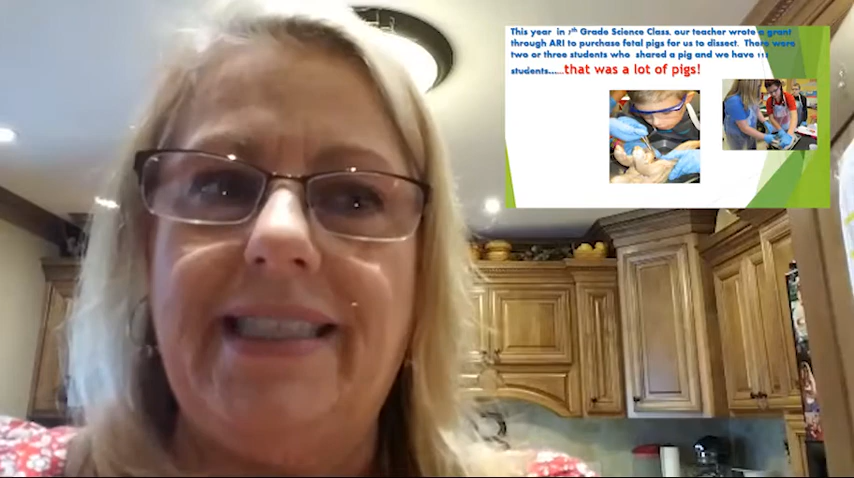 This year in 7th Grade Science Class, our teacher wrote a grant
through ARI to purchase fetal pigs for us to dissect. There were
two or three students who shared a pig and we have 111
students......that was a lot of pigs!